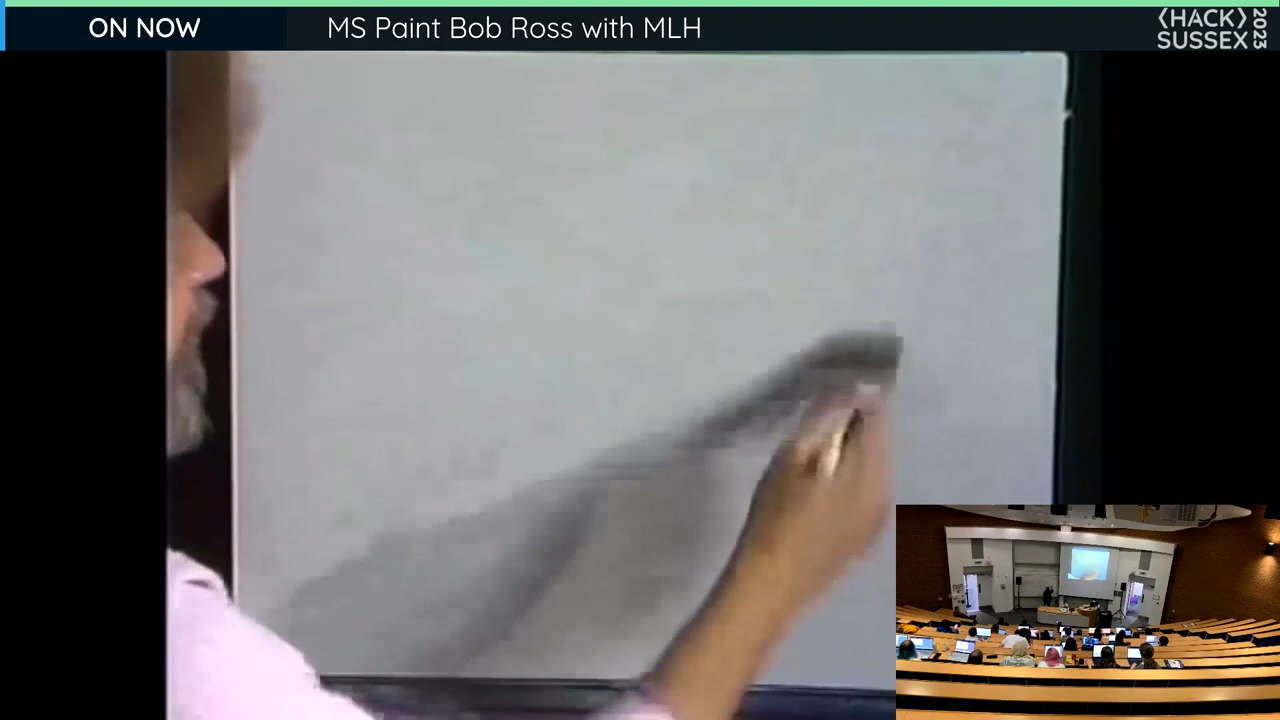 ON NOW
MS Paint Bob Ross with MLH
⟨HACK⟩
SUSSEX
2023